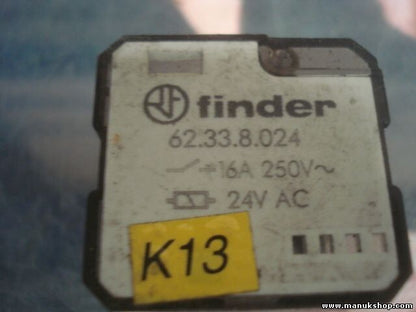 finder
62.33.8.024
16A 250V~
24V AC
K13
www.manukshop.com